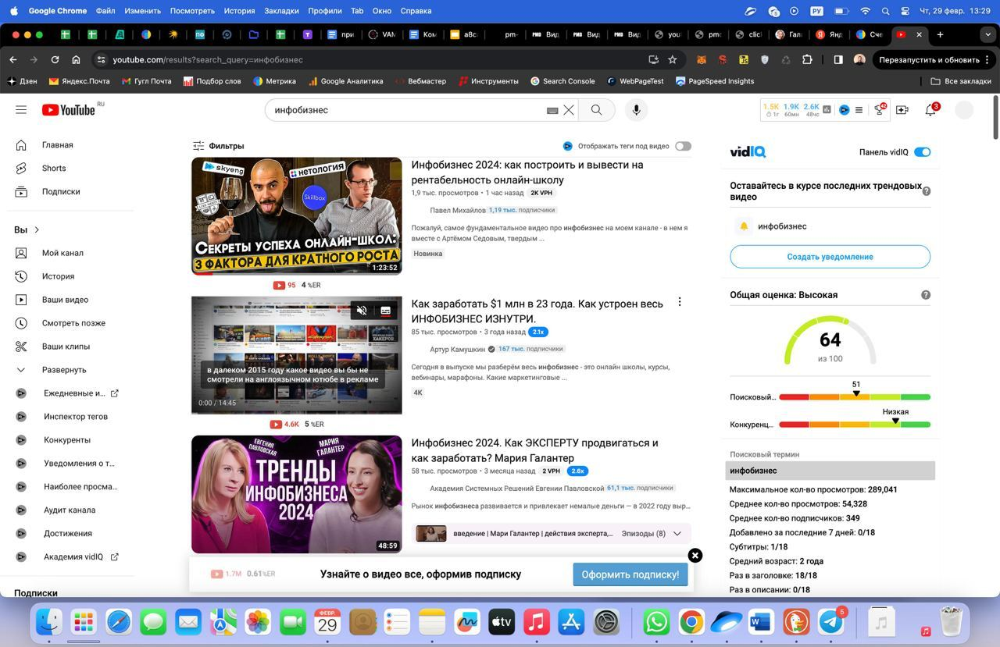 Google Chrome Файл Изменить Посмотреть История Закладки Профили Tab Окно Справка РУ Чт, 29 февр. 13:29
ПФ T при VAM Ком a8c pm- PMD Вид PMD Вид PMD Вид you pmd clic Гал Янд Сче
youtube.com/results?search_query=инфобизнес Перезапустить и обновить
Дзен Яндекс.Почта Гугл Почта Подбор слов Метрика Google Аналитика Вебмастер Инструменты Search Console WebPageTest PageSpeed Insights Все закладки
YouTube RU
инфобизнес
1.5K 1.9K 2.6K
1г 60мн 48чс
42
3
Главная
Shorts
Подписки
Вы
Мой канал
История
Ваши видео
Смотреть позже
Ваши клипы
Развернуть
Ежедневные и...
Инспектор тегов
Конкуренты
Уведомления о т...
Наиболее просма...
Аудит канала
Достижения
Академия vidIQ
Подписки
Фильтры
Отображать теги под видео
skyeng
НЕТОЛОГИЯ
Skillbox
СЕКРЕТЫ УСПЕХА ОНЛАЙН-ШКОЛ:
3 ФАКТОРА ДЛЯ КРАТНОГО РОСТА
1:23:52
95 4 %ER
Инфобизнес 2024: как построить и вывести на
рентабельность онлайн-школу
1,9 тыс. просмотров • 1 час назад 2K VPH
Павел Михайлов 1,19 тыс. подписчики
Пожалуй, самое фундаментальное видео про инфобизнес на моем канале - в нем я
вместе с Артёмом Седовым, твердым ...
Новинка
в далеком 2015 году какое видео вы бы не
смотрели на англоязычном ютюбе в рекламе
0:00 / 14:45
4.6K 5 %ER
Как заработать $1 млн в 23 года. Как устроен весь
ИНФОБИЗНЕС ИЗНУТРИ.
85 тыс. просмотров • 3 года назад 2.1x
Артур Камушкин 167 тыс. подписчики
Сегодня в выпуске мы разберём весь инфобизнес - это онлайн школы, курсы,
вебинары, марафоны. Какие маркетинговые ...
4K
ЕВГЕНИЯ
ПАВЛОВСКАЯ
МАРИЯ
ГАЛАНТЕР
ТРЕНДЫ
ИНФОБИЗНЕСА
2024
48:59
Инфобизнес 2024. Как ЭКСПЕРТУ продвигаться и
как заработать? Мария Галантер
58 тыс. просмотров • 3 месяца назад 2 VPH 2.6x
Академия Системных Решений Евгении Павловской 61,1 тыс. подписчики
Рынок инфобизнеса развивается и привлекает немалые деньги — в 2022 году выр...
введение | Мари Галантер | действия эксперта,... Эпизоды (8)
1.7M 0.61%ER
Узнайте о видео все, оформив подписку
Оформить подписку!
vidIQ
Панель vidIQ
Оставайтесь в курсе последних трендовых
видео
инфобизнес
Создать уведомление
Общая оценка: Высокая
64
из 100
51
Поисковый...
Низкая
Конкуренц...
Поисковый термин
инфобизнес
Максимальное кол-во просмотров: 289,041
Среднее кол-во просмотров: 54,328
Среднее кол-во подписчиков: 349
Добавлено за последние 7 дней: 0/18
Субтитры: 1/18
Средний возраст: 2 года
Раз в заголовке: 18/18
Раз в описании: 0/18
ФЕВР.
29
tv
W
5